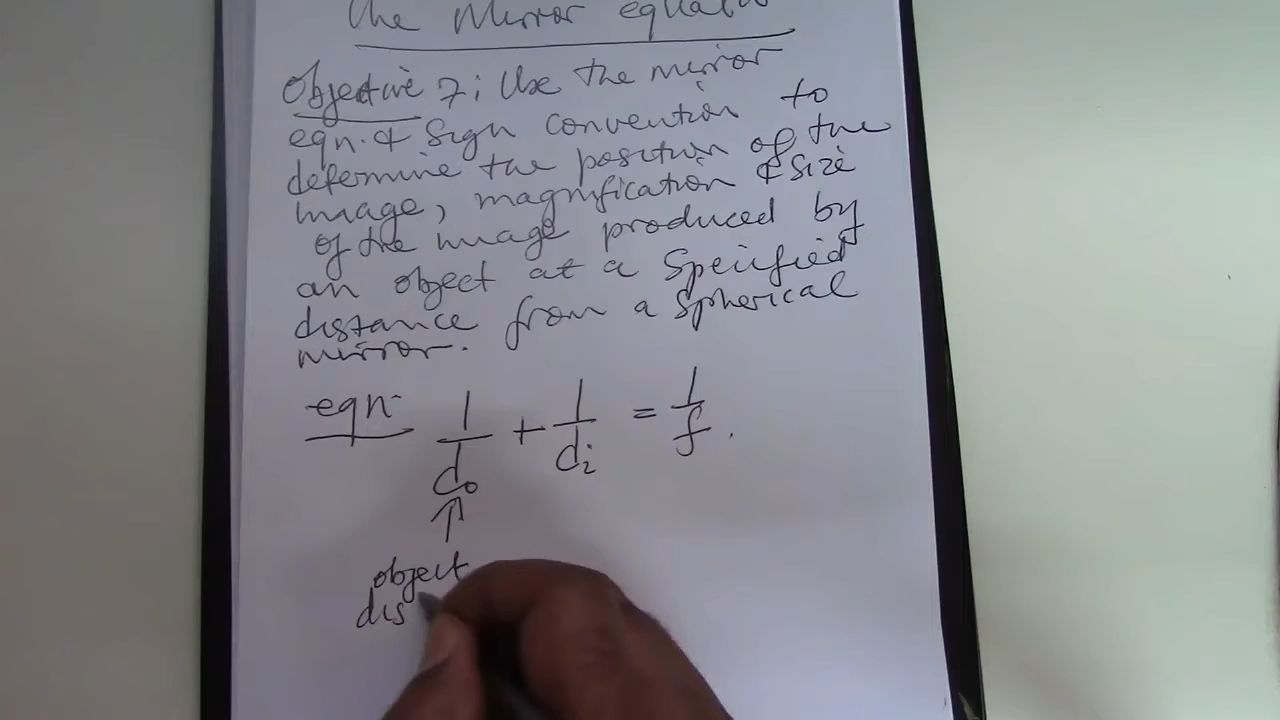 The Mirror equat
Objective 7; Use the mirror
eqn. & Sign convention to
determine the position of the
image, magnification & size
of the image produced by
an object at a specified
distance from a spherical
mirror.
eqn. 1/do + 1/di = 1/f.
↑
object
dis